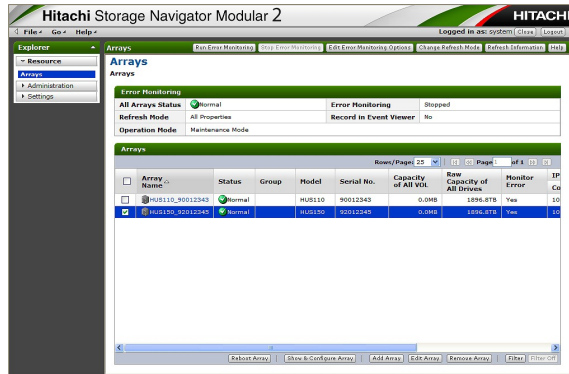 Hitachi Storage Navigator Modular 2
HITACHI
File Go Help
Logged in as: system Close Logout
Explorer
Resource
Arrays
Administration
Settings
Arrays Run Error Monitoring Stop Error Monitoring Edit Error Monitoring Options Change Refresh Mode Refresh Information Help
Arrays
Arrays
Error Monitoring
All Arrays Status Normal Error Monitoring Stopped
Refresh Mode All Properties Record in Event Viewer No
Operation Mode Maintenance Mode
Arrays
Rows/Page: 25 Page 1 of 1
Array Name Status Group Model Serial No. Capacity of All VOL Raw Capacity of All Drives Monitor Error IP Co
HUS110_90012345 Normal HUS110 90012345 0.0MB 1896.8TB Yes 10
HUS150_92012345 Normal HUS150 92012345 0.0MB 1896.8TB Yes 10
Reboot Array Show & Configure Array Add Array Edit Array Remove Array Filter Filter Off